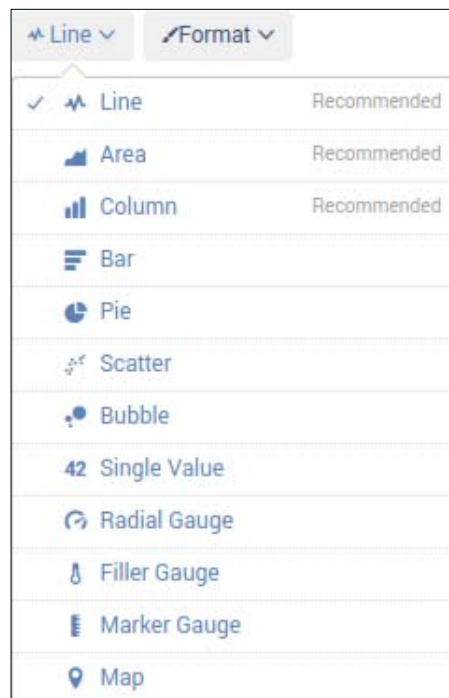 Line Format
Line Recommended
Area Recommended
Column Recommended
Bar
Pie
Scatter
Bubble
42 Single Value
Radial Gauge
Filler Gauge
Marker Gauge
Map